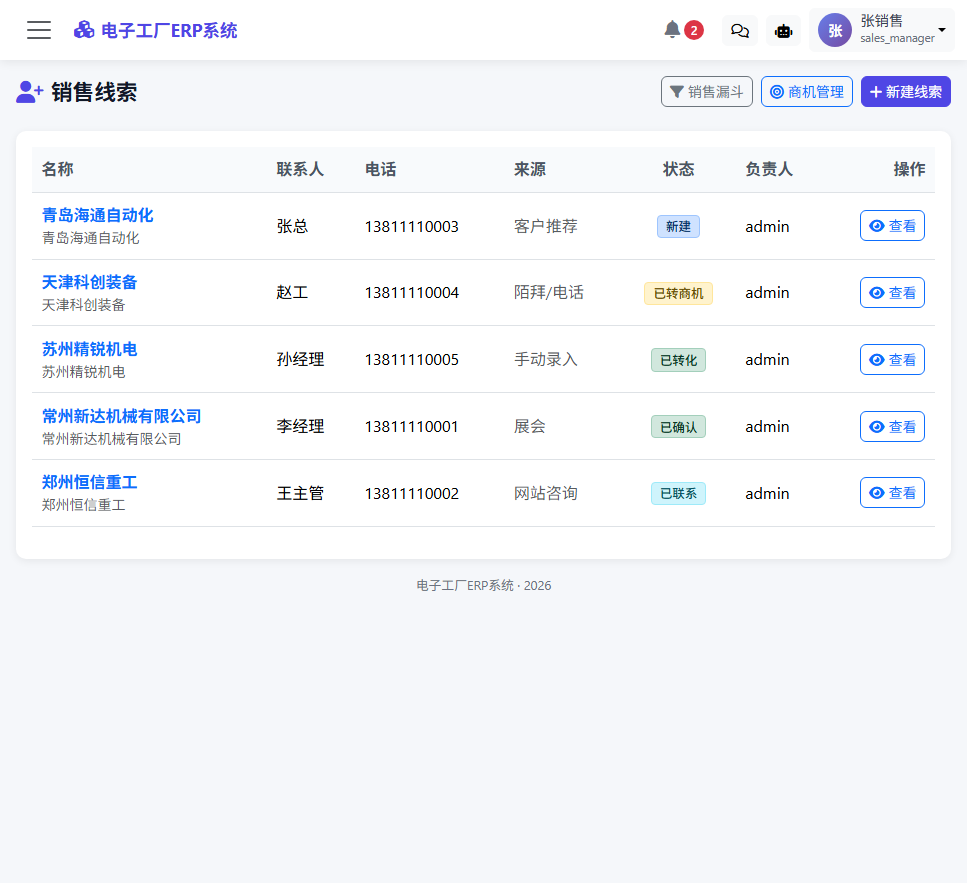 电子工厂ERP系统
2
张
张销售
sales_manager
销售线索
销售漏斗
商机管理
新建线索
名称 联系人 电话 来源 状态 负责人 操作
青岛海通自动化
青岛海通自动化
张总 13811110003 客户推荐 新建 admin 查看
天津科创装备
天津科创装备
赵工 13811110004 陌拜/电话 已转商机 admin 查看
苏州精锐机电
苏州精锐机电
孙经理 13811110005 手动录入 已转化 admin 查看
常州新达机械有限公司
常州新达机械有限公司
李经理 13811110001 展会 已确认 admin 查看
郑州恒信重工
郑州恒信重工
王主管 13811110002 网站咨询 已联系 admin 查看
电子工厂ERP系统 · 2026